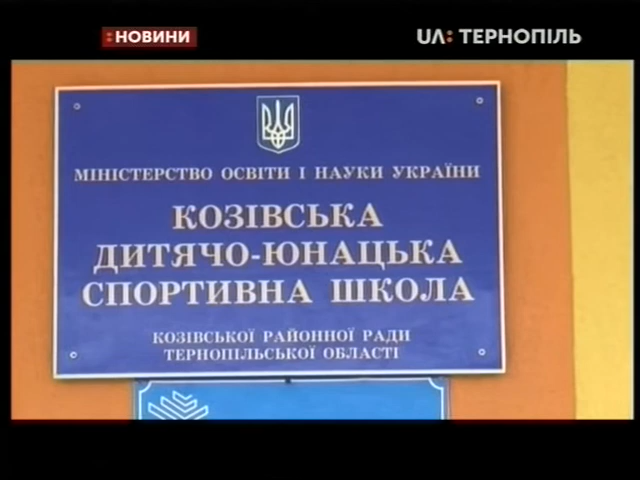 :НОВИНИ
UA: ТЕРНОПІЛЬ
МІНІСТЕРСТВО ОСВІТИ І НАУКИ УКРАЇНИ
КОЗІВСЬКА
ДИТЯЧО-ЮНАЦЬКА
СПОРТИВНА ШКОЛА
КОЗІВСЬКОЇ РАЙОННОЇ РАДИ
ТЕРНОПІЛЬСЬКОЇ ОБЛАСТІ